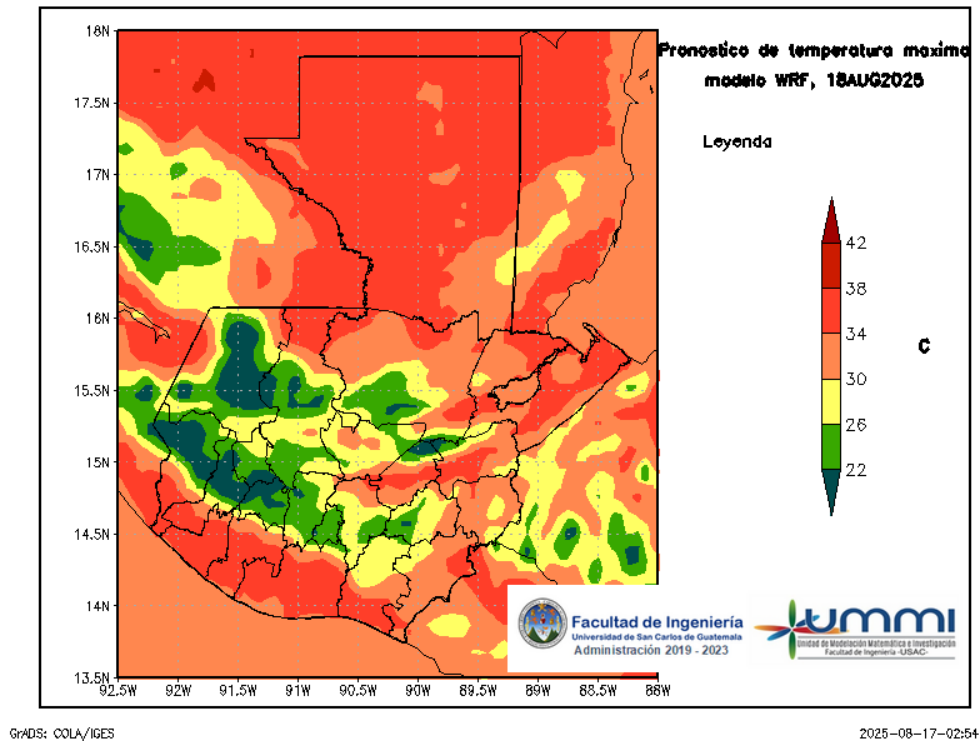 Pronostico de temperatura maxima
modelo WRF, 18AUG2025
Leyenda
42
38
34
30
26
22
C
18N
17.5N
17N
16.5N
16N
15.5N
15N
14.5N
14N
13.5N
92.5W 92W 91.5W 91W 90.5W 90W 89.5W 89W 88.5W 88W
Facultad de Ingeniería
Universidad de San Carlos de Guatemala
Administración 2019 - 2023
ummi
Unidad de Modelación Matemática e Investigación
Facultad de Ingeniería -USAC-
GrADS: COLA/IGES
2025-08-17-02:54